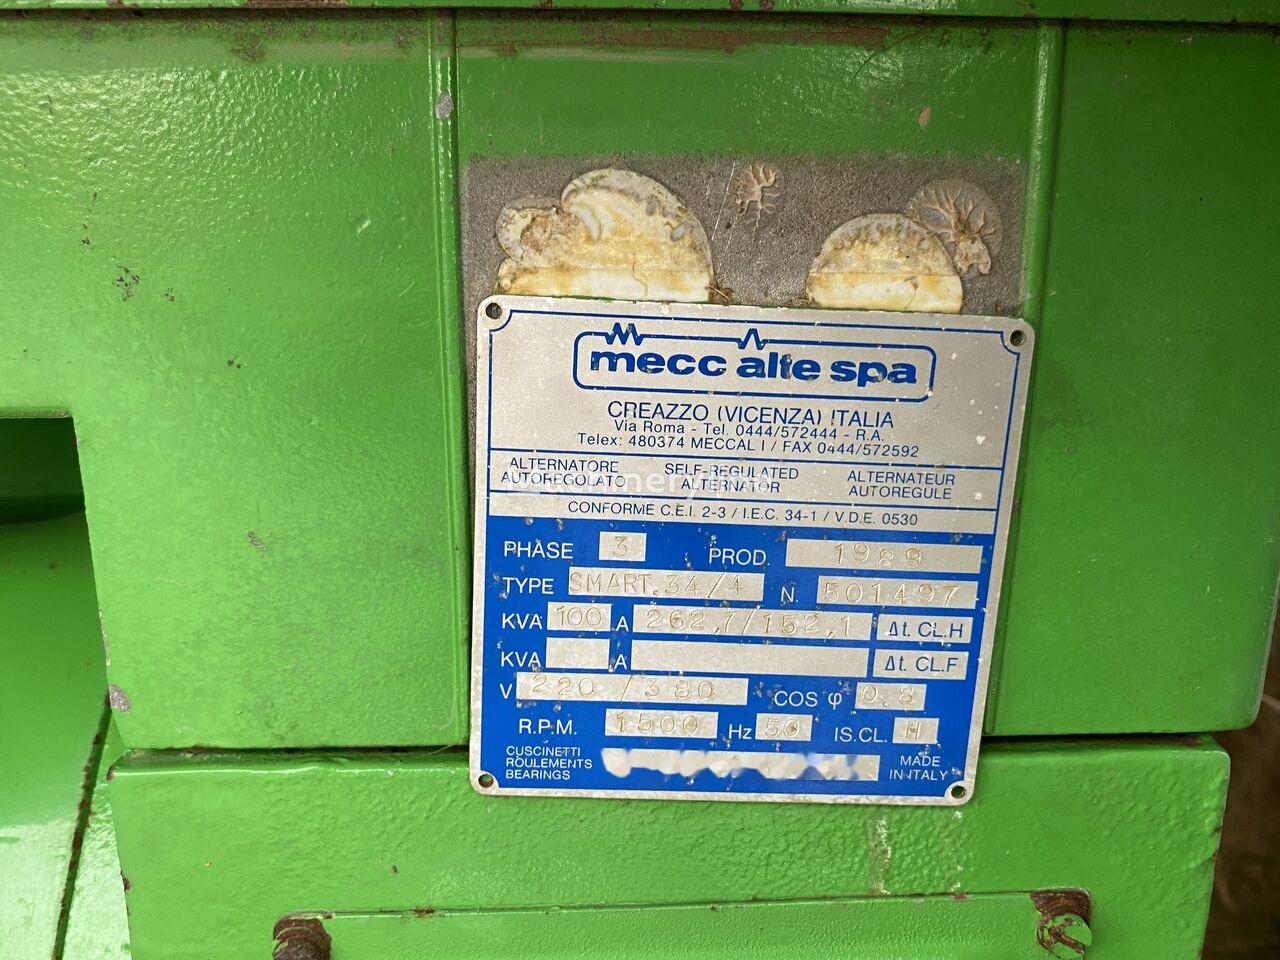 mecc alte spa
CREAZZO (VICENZA) ITALIA
Via Roma - Tel. 0444/572444 - R.A.
Telex: 480374 MECCAL I / FAX 0444/572592
ALTERNATORE AUTOREGOLATO
SELF-REGULATED ALTERNATOR
ALTERNATEUR AUTOREGULE
CONFORME C.E.I. 2-3 / I.E.C. 34-1 / V.D.E. 0530
PHASE 3 PROD. 1989
TYPE SMART.34/4 N. 501497
KVA 100 A 262,7/152,1 Δt. CL.H
KVA A Δt. CL.F
V 220/380 COS φ 0.8
R.P.M. 1500 Hz 50 IS.CL. H
CUSCINETTI
ROULEMENTS
BEARINGS
MADE
IN ITALY